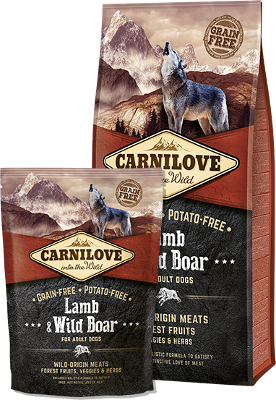 GRAIN FREE
CARNILOVE
the Wild
POTATO-FREE
Lamb
Wild Boar
ADULT DOGS
-ORIGIN MEATS
FOREST FRUITS
VEGGIES & HERBS
GRAIN FREE
CARNILOVE
into the Wild
GRAIN-FREE • POTATO-FREE
Lamb
& Wild Boar
FOR ADULT DOGS
WILD-ORIGIN MEATS
FOREST FRUITS, VEGGIES & HERBS